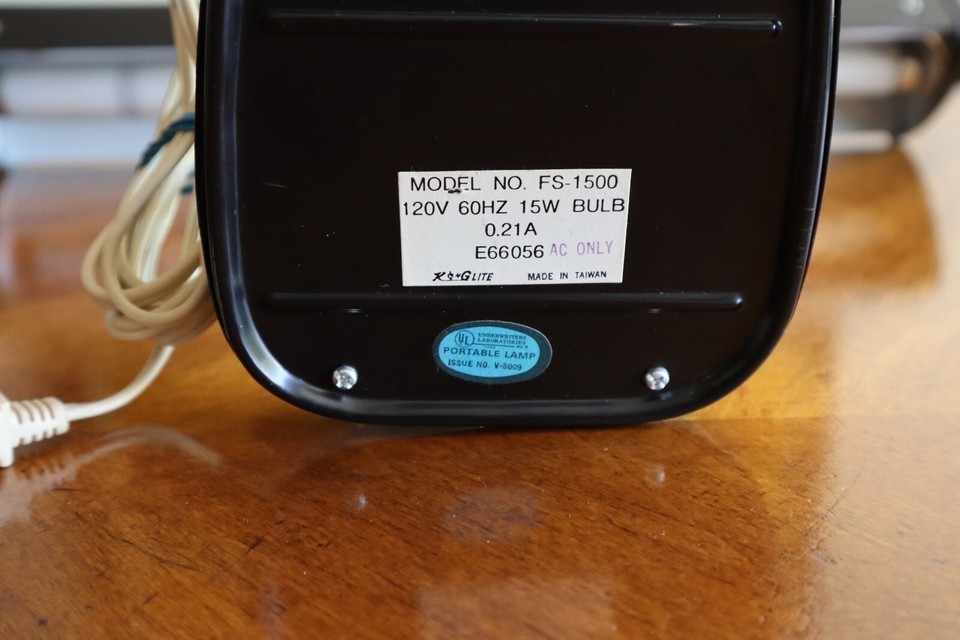 MODEL NO. FS-1500
120V 60HZ 15W BULB
0.21A
E66056 AC ONLY
MADE IN TAIWAN
UL UNDERWRITERS
LABORATORIES
PORTABLE LAMP
ISSUE NO. V-5009